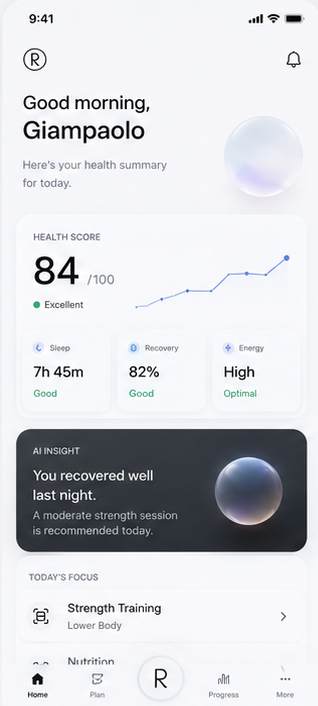 9:41
R
Good morning,
Giampaolo
Here's your health summary
for today.
HEALTH SCORE
84 /100
Excellent
Sleep
7h 45m
Good
Recovery
82%
Good
Energy
High
Optimal
AI INSIGHT
You recovered well
last night.
A moderate strength session
is recommended today.
TODAY'S FOCUS
Strength Training
Lower Body
Nutrition
Home
Plan
R
Progress
More